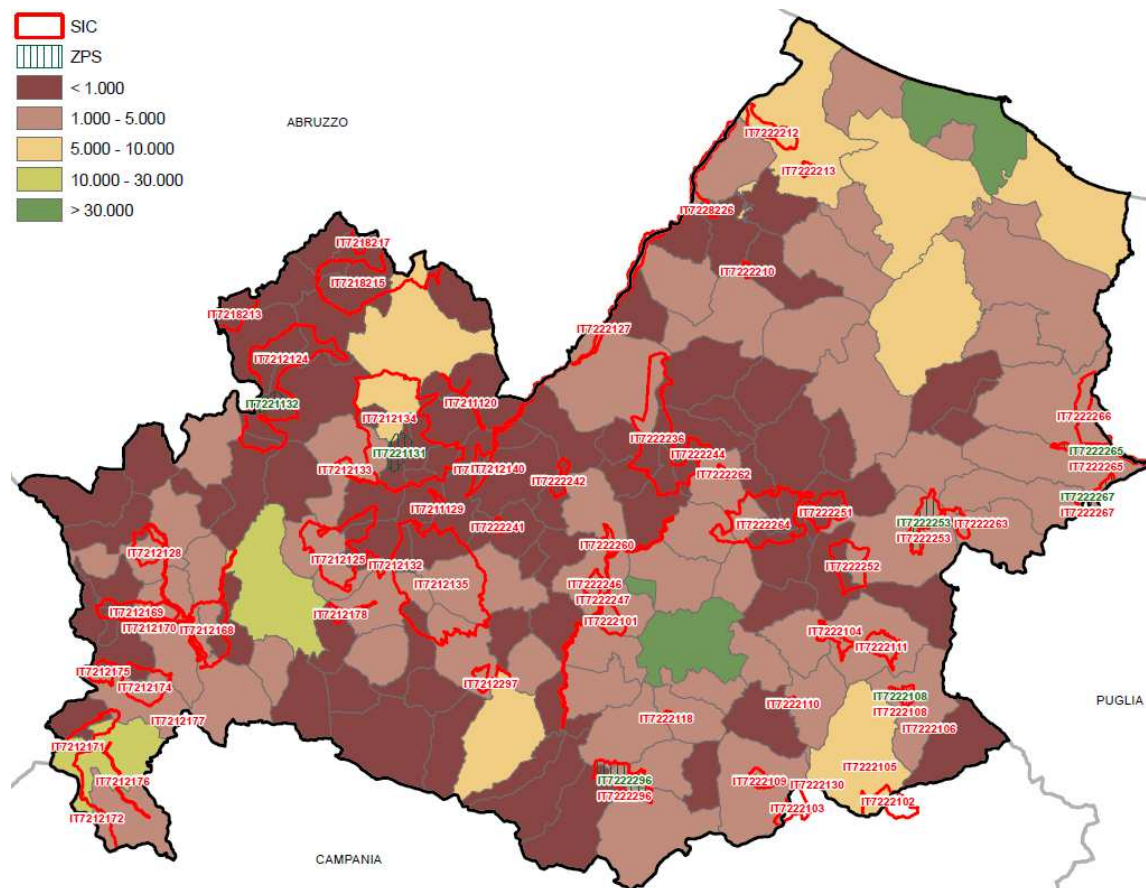 SIC
ZPS
< 1.000
1.000 - 5.000
5.000 - 10.000
10.000 - 30.000
> 30.000
ABRUZZO
IT7222212
IT7222213
IT7228226
IT7218217
IT7222210
IT7218215
IT7218213
IT7222127
IT7212124
IT7221132
IT7211120
IT7212134
IT7222266
IT7222236
IT7221131
IT7222244
IT7222265
IT7212133
IT7212140
IT7222262
IT7222265
IT7222242
IT7222267
IT7211129
IT7222267
IT7222241
IT7222264
IT7222251
IT7222253
IT7222263
IT7222253
IT7212128
IT7222260
IT7212125
IT7212132
IT7222252
IT7212135
IT7222246
IT7222247
IT7212169
IT7212178
IT7222101
IT7212170
IT7212168
IT7222104
IT7222111
IT7212175
IT7212297
IT7212174
IT7222108
IT7222110
PUGLIA
IT7222108
IT7212177
IT7222118
IT7222106
IT7212171
IT7222105
IT7212176
IT7222296
IT7222109
IT7222130
IT7222296
IT7222102
IT7222103
IT7212172
CAMPANIA